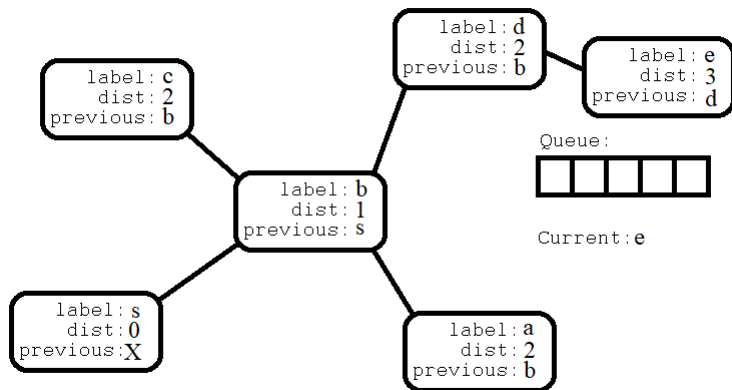 label: d
dist: 2
previous: b
label: e
dist: 3
previous: d
label: c
dist: 2
previous: b
Queue:
label: b
dist: 1
previous: s
Current: e
label: s
dist: 0
previous: X
label: a
dist: 2
previous: b